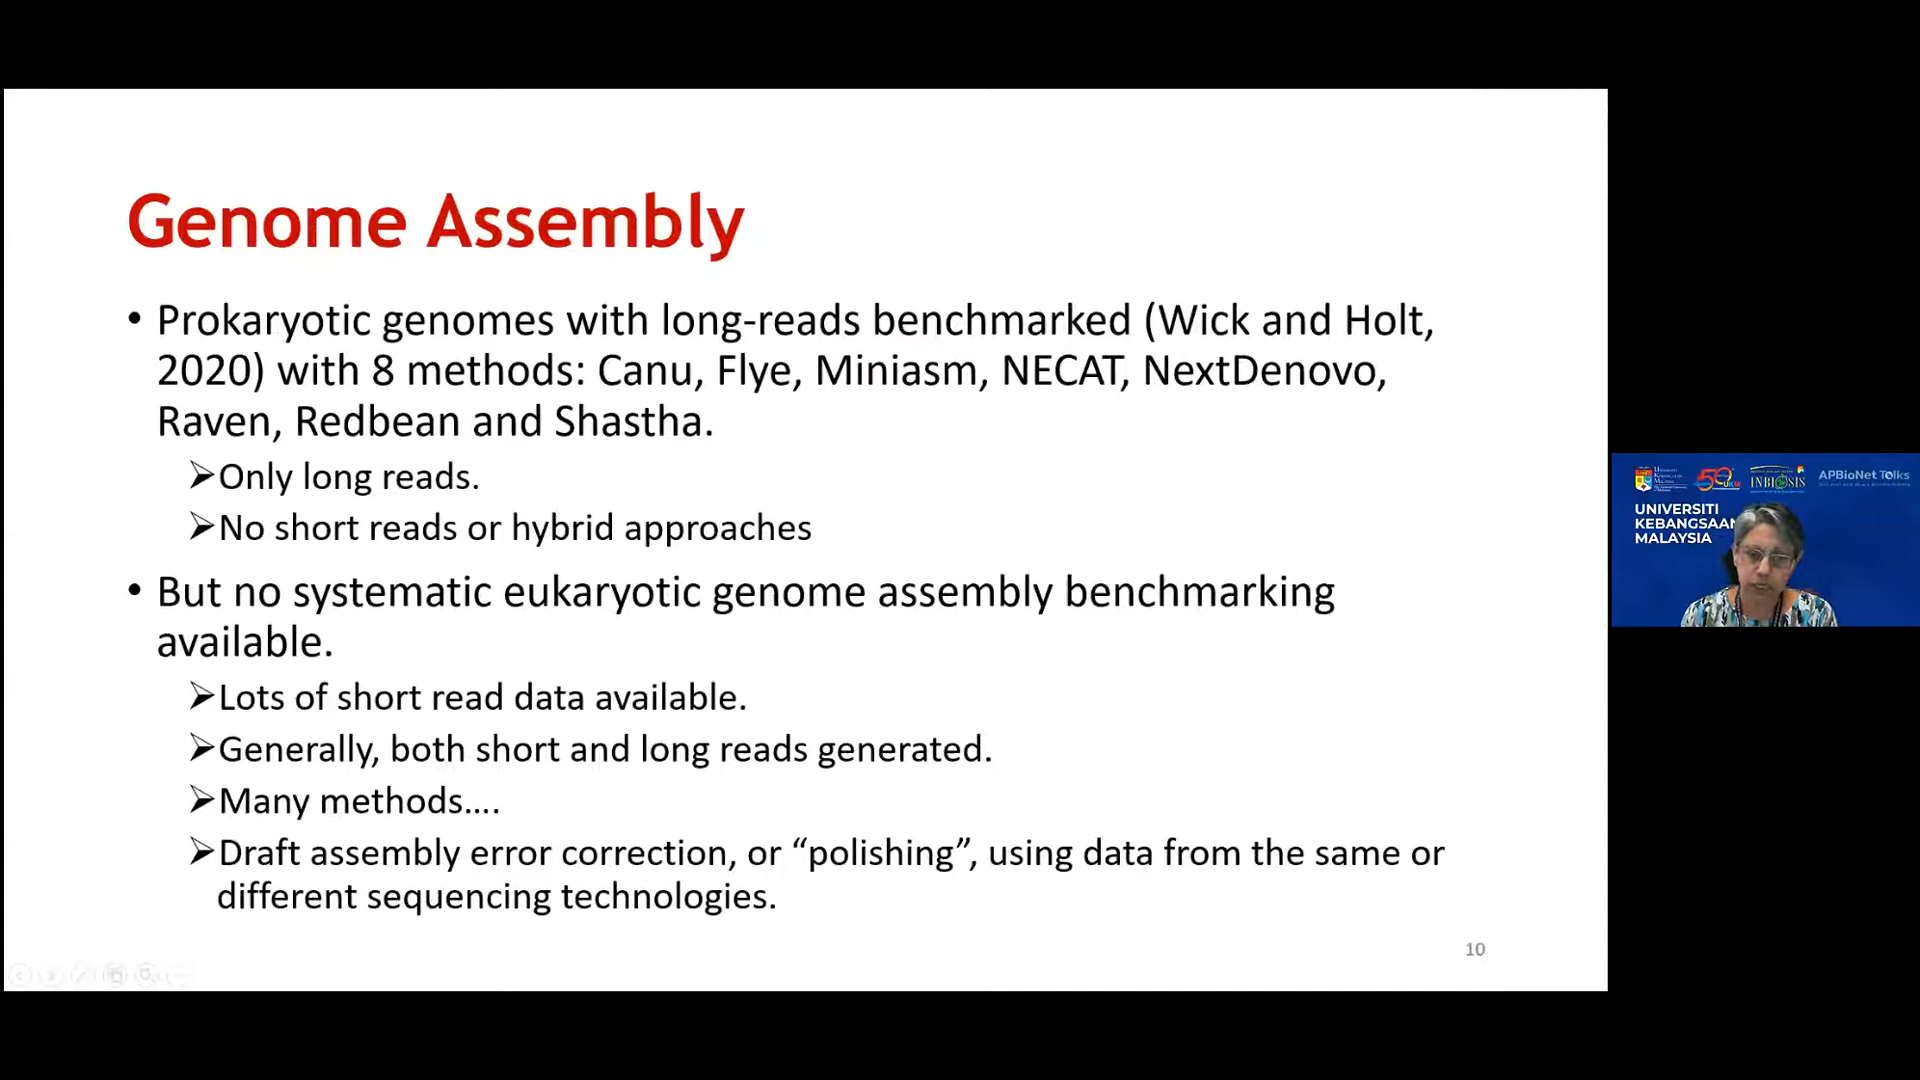 Genome Assembly
• Prokaryotic genomes with long-reads benchmarked (Wick and Holt,
2020) with 8 methods: Canu, Flye, Miniasm, NECAT, NextDenovo,
Raven, Redbean and Shastha.
➢Only long reads.
➢No short reads or hybrid approaches
• But no systematic eukaryotic genome assembly benchmarking
available.
➢Lots of short read data available.
➢Generally, both short and long reads generated.
➢Many methods....
➢Draft assembly error correction, or “polishing”, using data from the same or
different sequencing technologies.
10
50 UKM
INBIOSIS
APBioNet Talks
UNIVERSITI
KEBANGSAAN
MALAYSIA